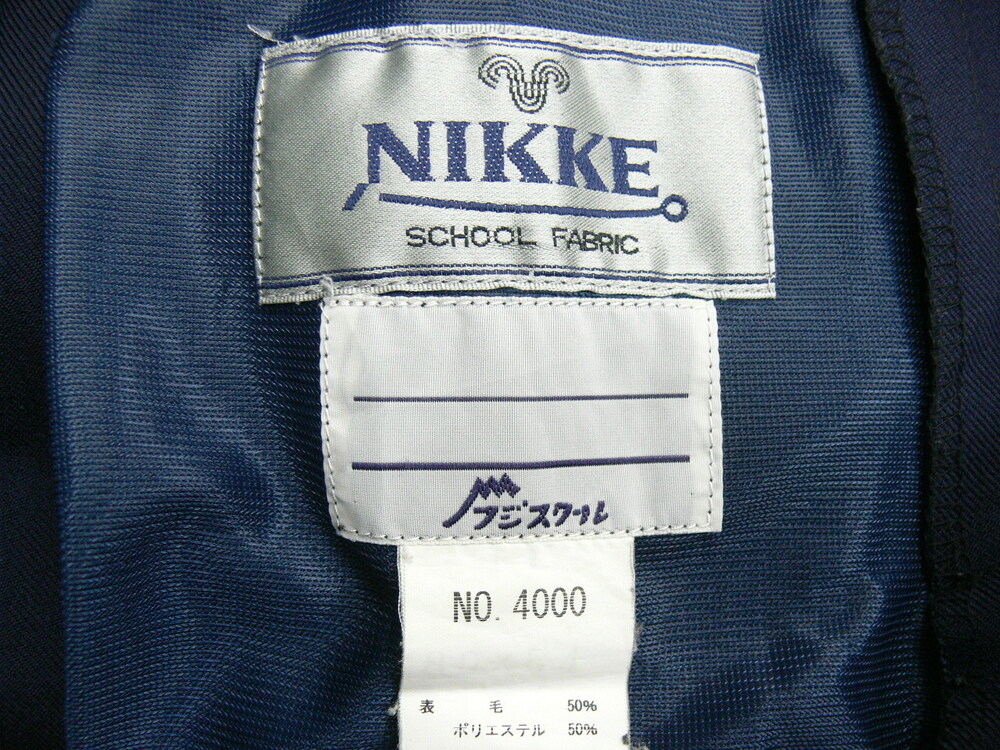 NIKKE
SCHOOL FABRIC
フジスクール
NO. 4000
表 毛 50%
ポリエステル 50%